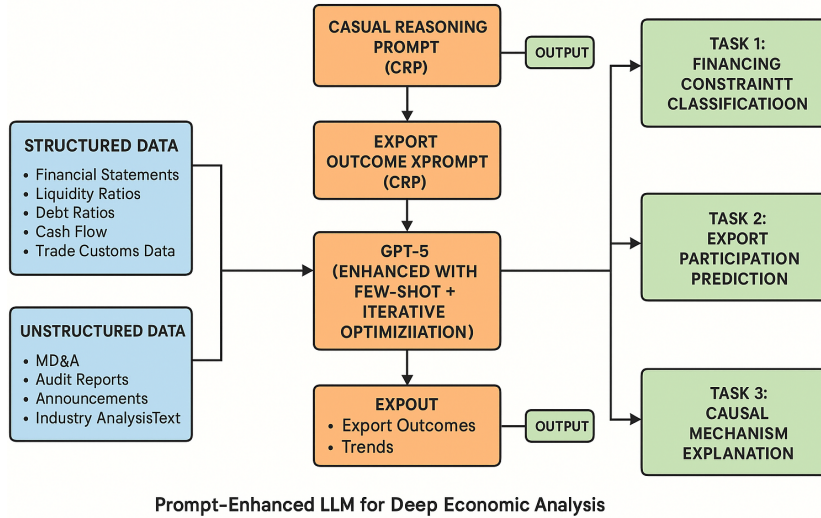 CASUAL REASONING
PROMPT
(CRP)
OUTPUT
EXPORT
OUTCOME XPROMPT
(CRP)
STRUCTURED DATA
• Financial Statements
• Liquidity Ratios
• Debt Ratios
• Cash Flow
• Trade Customs Data
UNSTRUCTURED DATA
• MD&A
• Audit Reports
• Announcements
• Industry AnalysisText
GPT-5
(ENHANCED WITH
FEW-SHOT +
ITERATIVE
OPTIMIZIIATION)
EXPOUT
• Export Outcomes
• Trends
OUTPUT
TASK 1:
FINANCING
CONSTRAINTT
CLASSIFICATIOON
TASK 2:
EXPORT
PARTICIPATION
PREDICTION
TASK 3:
CAUSAL
MECHANISM
EXPLANATION
Prompt-Enhanced LLM for Deep Economic Analysis